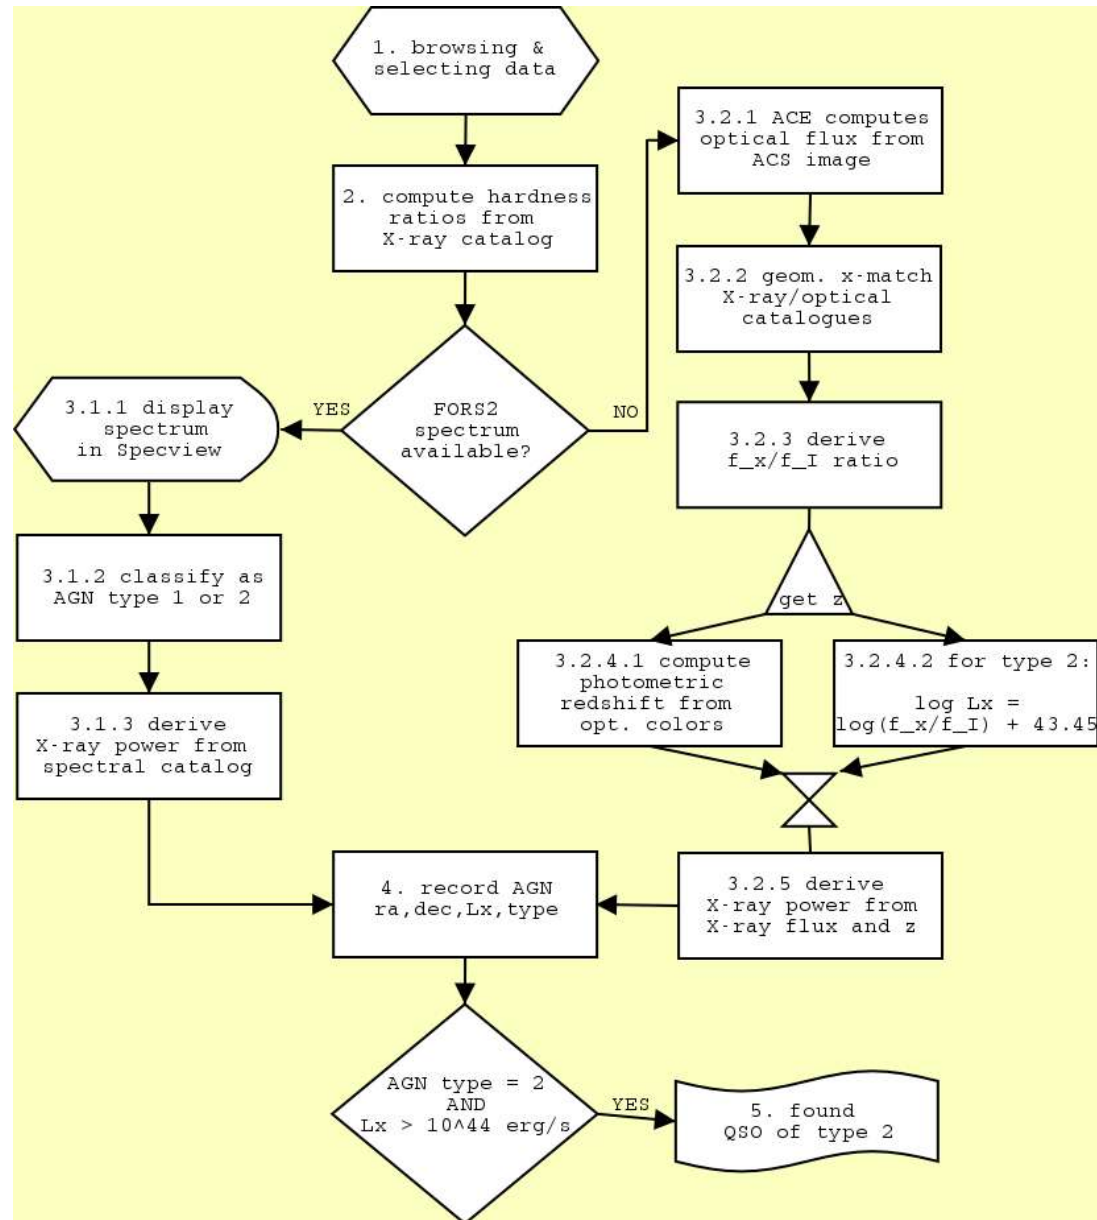 1. browsing &
selecting data
2. compute hardness
ratios from
X-ray catalog
FORS2
spectrum
available?
YES
NO
3.1.1 display
spectrum
in Specview
3.1.2 classify as
AGN type 1 or 2
3.1.3 derive
X-ray power from
spectral catalog
3.2.1 ACE computes
optical flux from
ACS image
3.2.2 geom. x-match
X-ray/optical
catalogues
3.2.3 derive
f_x/f_I ratio
get z
3.2.4.1 compute
photometric
redshift from
opt. colors
3.2.4.2 for type 2:
log Lx =
log(f_x/f_I) + 43.45
3.2.5 derive
X-ray power from
X-ray flux and z
4. record AGN
ra,dec,Lx,type
AGN type = 2
AND
Lx > 10^44 erg/s
YES
5. found
QSO of type 2